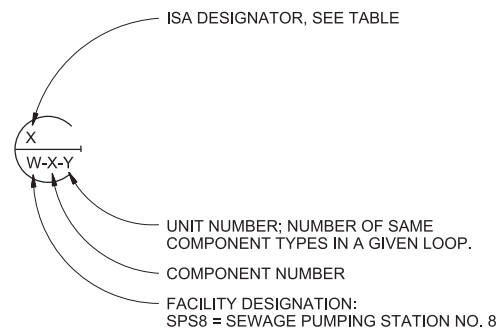 ISA DESIGNATOR, SEE TABLE
X
W-X-Y
UNIT NUMBER; NUMBER OF SAME
COMPONENT TYPES IN A GIVEN LOOP.
COMPONENT NUMBER
FACILITY DESIGNATION:
SPS8 = SEWAGE PUMPING STATION NO. 8